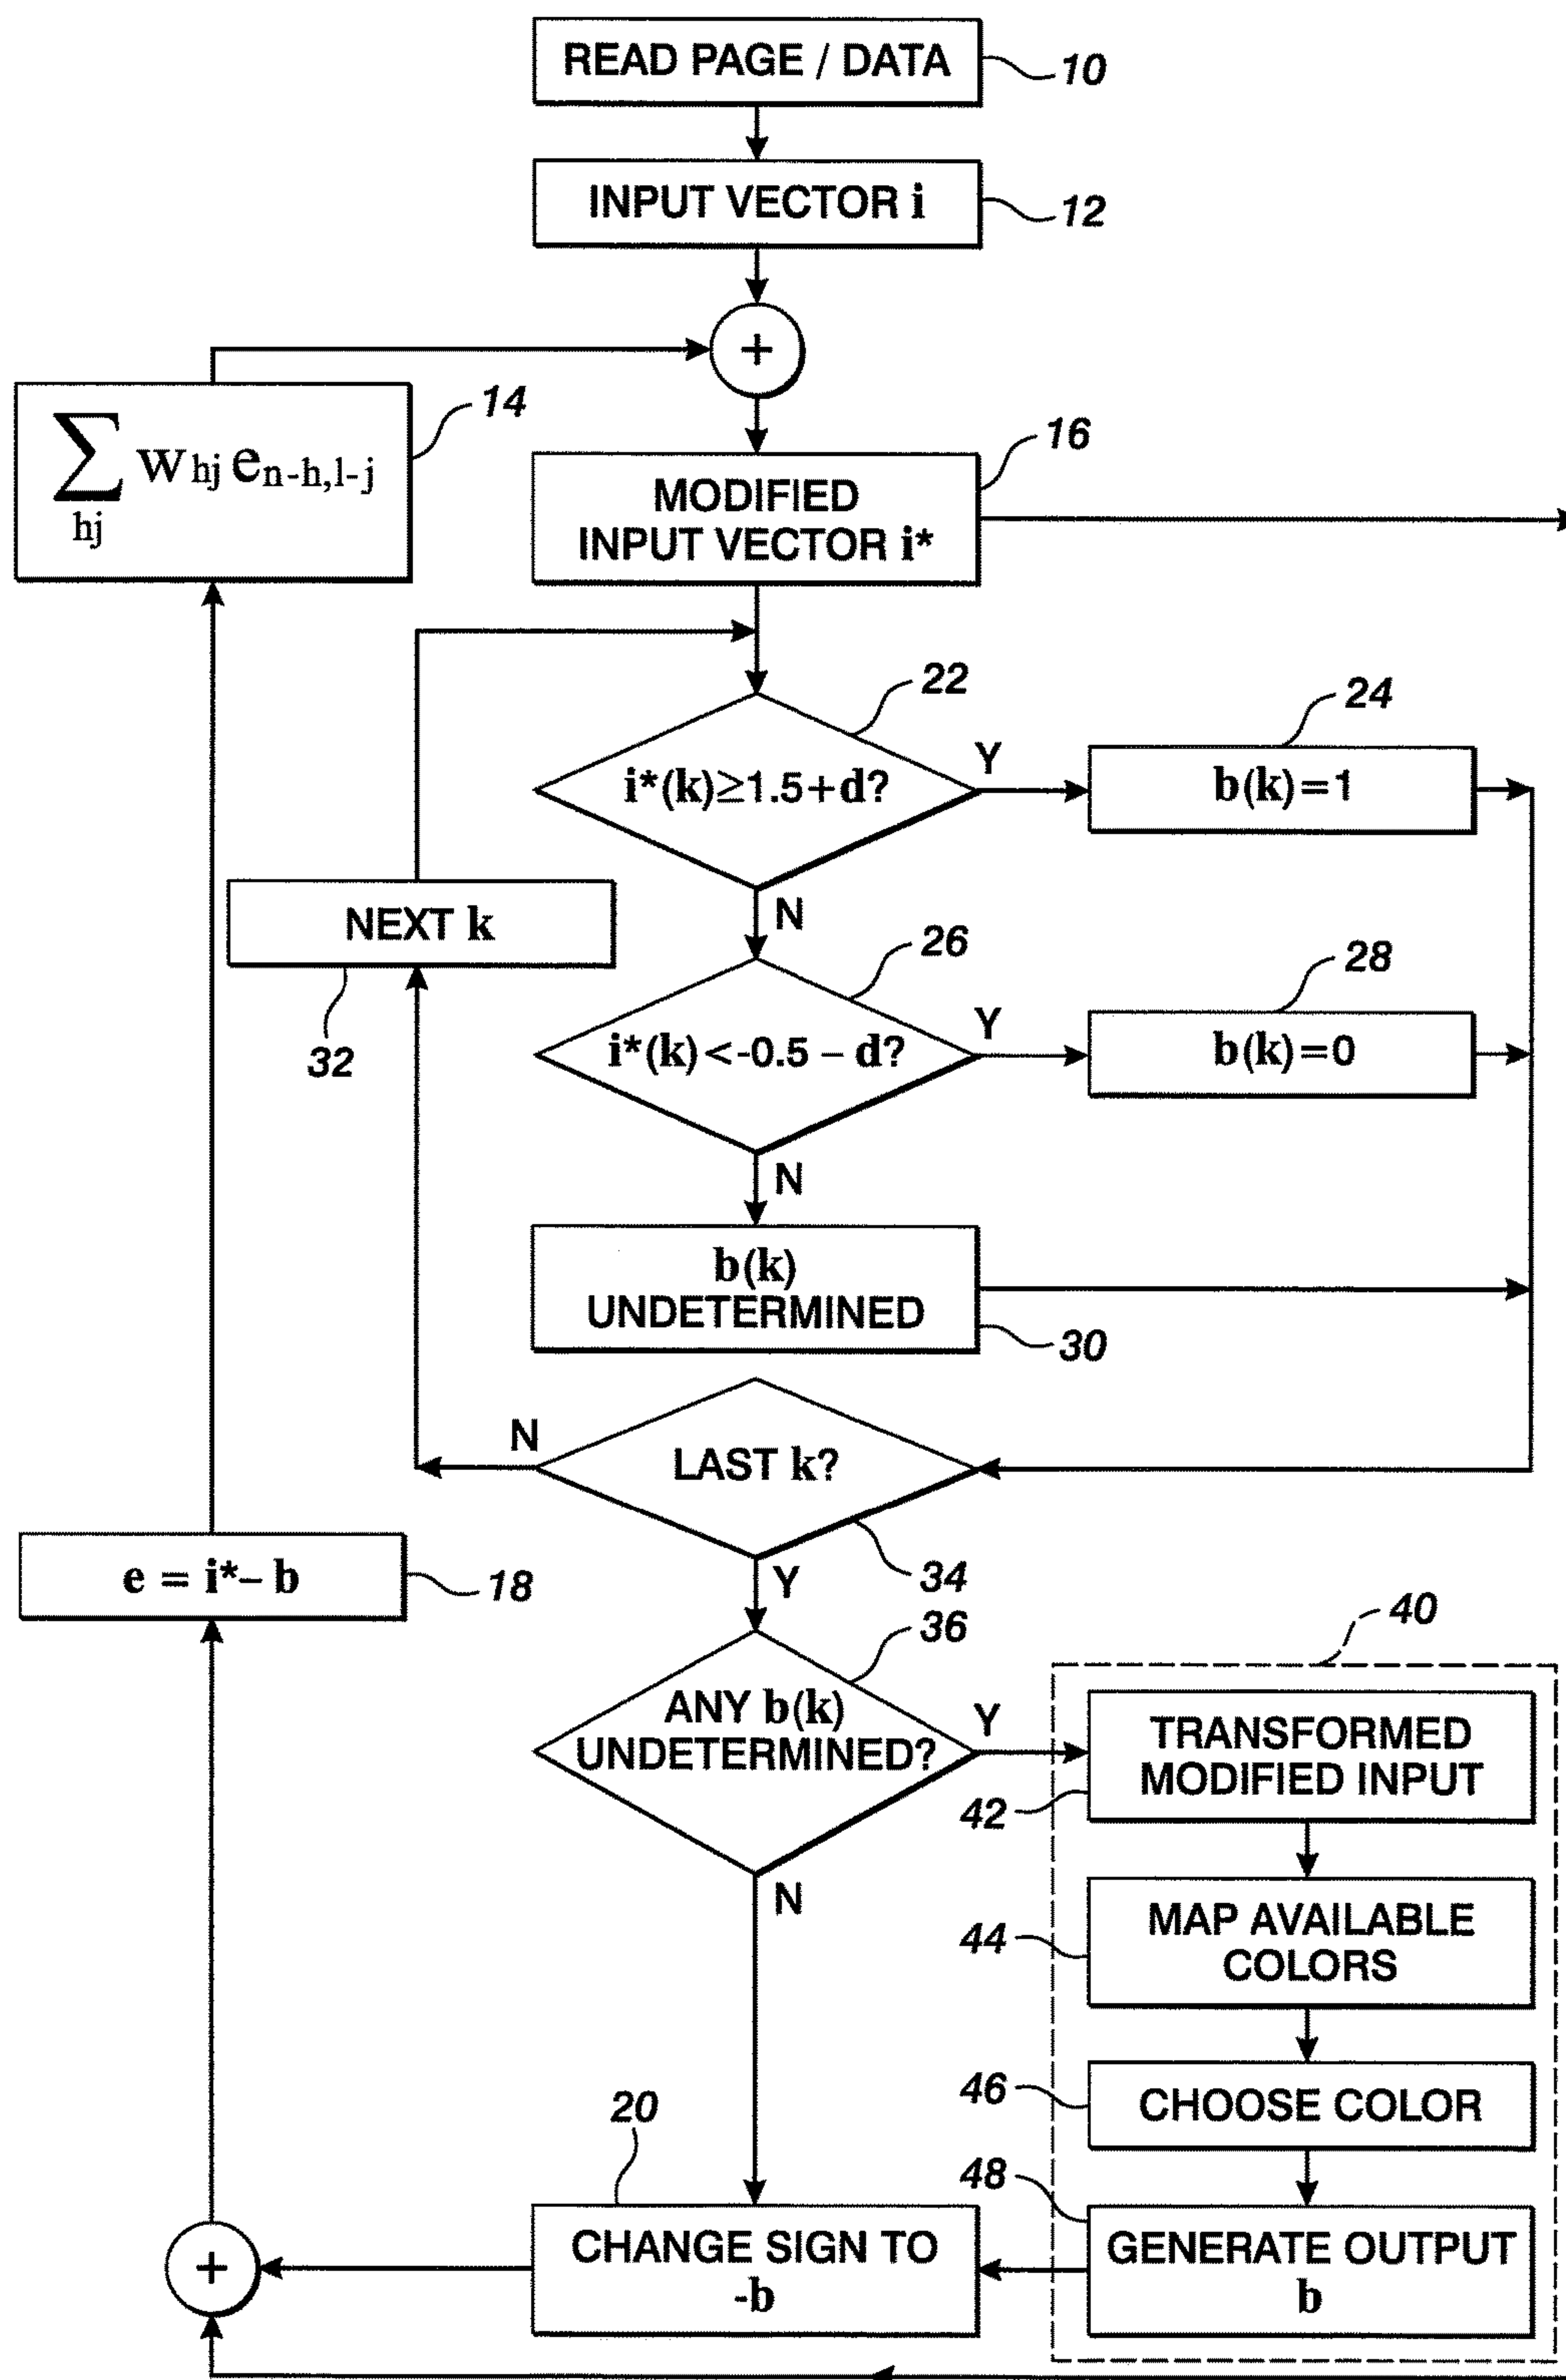 READ PAGE / DATA
10
INPUT VECTOR i
12
+
14
∑ w hj e n-h,l-j
hj
16
MODIFIED
INPUT VECTOR i*
22
24
i*(k)≥1.5+d?
Y
b(k)=1
N
NEXT k
32
26
28
i*(k)<-0.5 – d?
Y
b(k)=0
N
b(k)
UNDETERMINED
30
N
LAST k?
34
Y
e = i*– b
18
36
40
ANY b(k)
UNDETERMINED?
Y
N
TRANSFORMED
MODIFIED INPUT
42
MAP AVAILABLE
COLORS
44
CHOOSE COLOR
46
20
48
+
CHANGE SIGN TO
-b
GENERATE OUTPUT
b